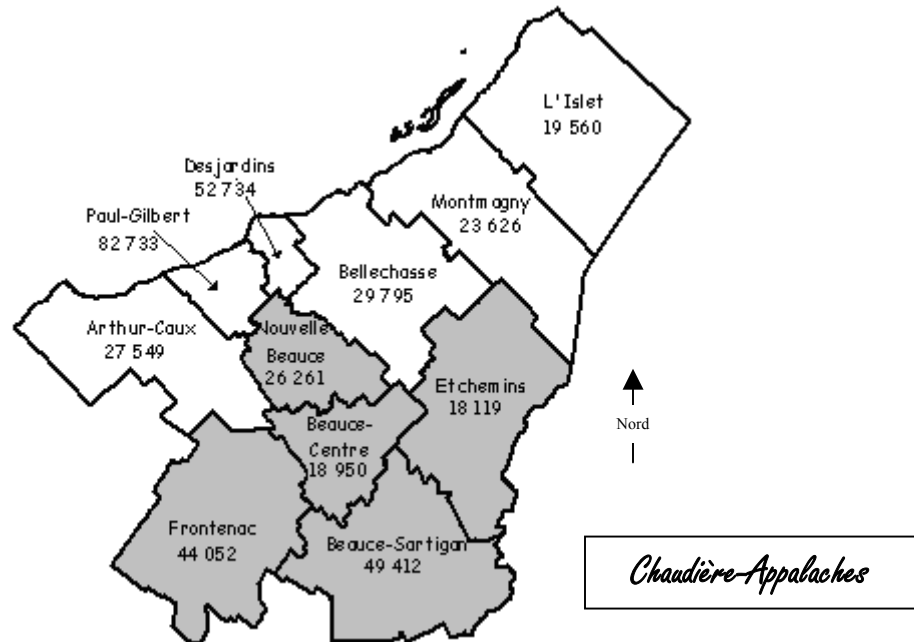 L'Islet
19 560
Desjardins
52 734
Montmagny
23 626
Paul-Gilbert
82 733
Bellechasse
29 795
Arthur-Caux
27 549
Nouvelle
Beauce
26 261
Etchemins
18 119
Nord
Beauce-
Centre
18 950
Frontenac
44 052
Beauce-Sartigan
49 412
Chaudière-Appalaches